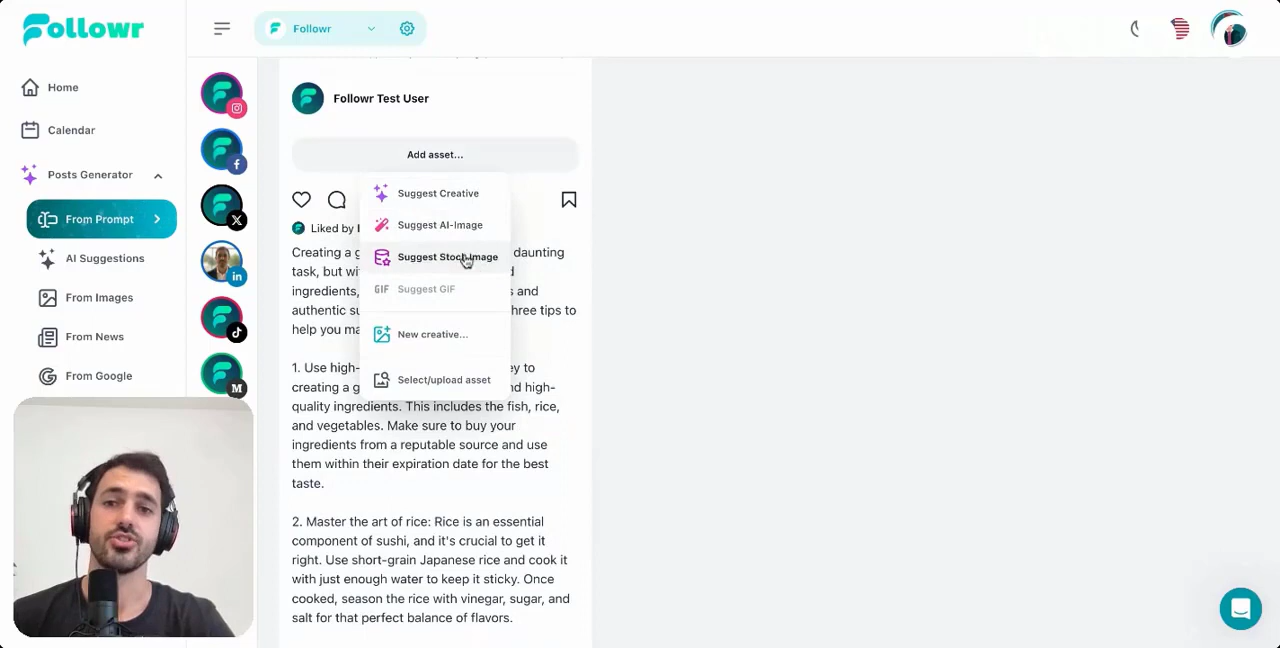 Followr
Followr
Home
Calendar
Posts Generator
From Prompt
AI Suggestions
From Images
From News
From Google
in
M
Followr Test User
Add asset...
Suggest Creative
Suggest AI-Image
Suggest Stock Image
GIF Suggest GIF
New creative...
Select/upload asset
Liked by
Creating a g daunting
task, but wi d
ingredients, s and
authentic su hree tips to
help you ma
1. Use high- ey to
creating a g nd high-
quality ingredients. This includes the fish, rice,
and vegetables. Make sure to buy your
ingredients from a reputable source and use
them within their expiration date for the best
taste.
2. Master the art of rice: Rice is an essential
component of sushi, and it's crucial to get it
right. Use short-grain Japanese rice and cook it
with just enough water to keep it sticky. Once
cooked, season the rice with vinegar, sugar, and
salt for that perfect balance of flavors.